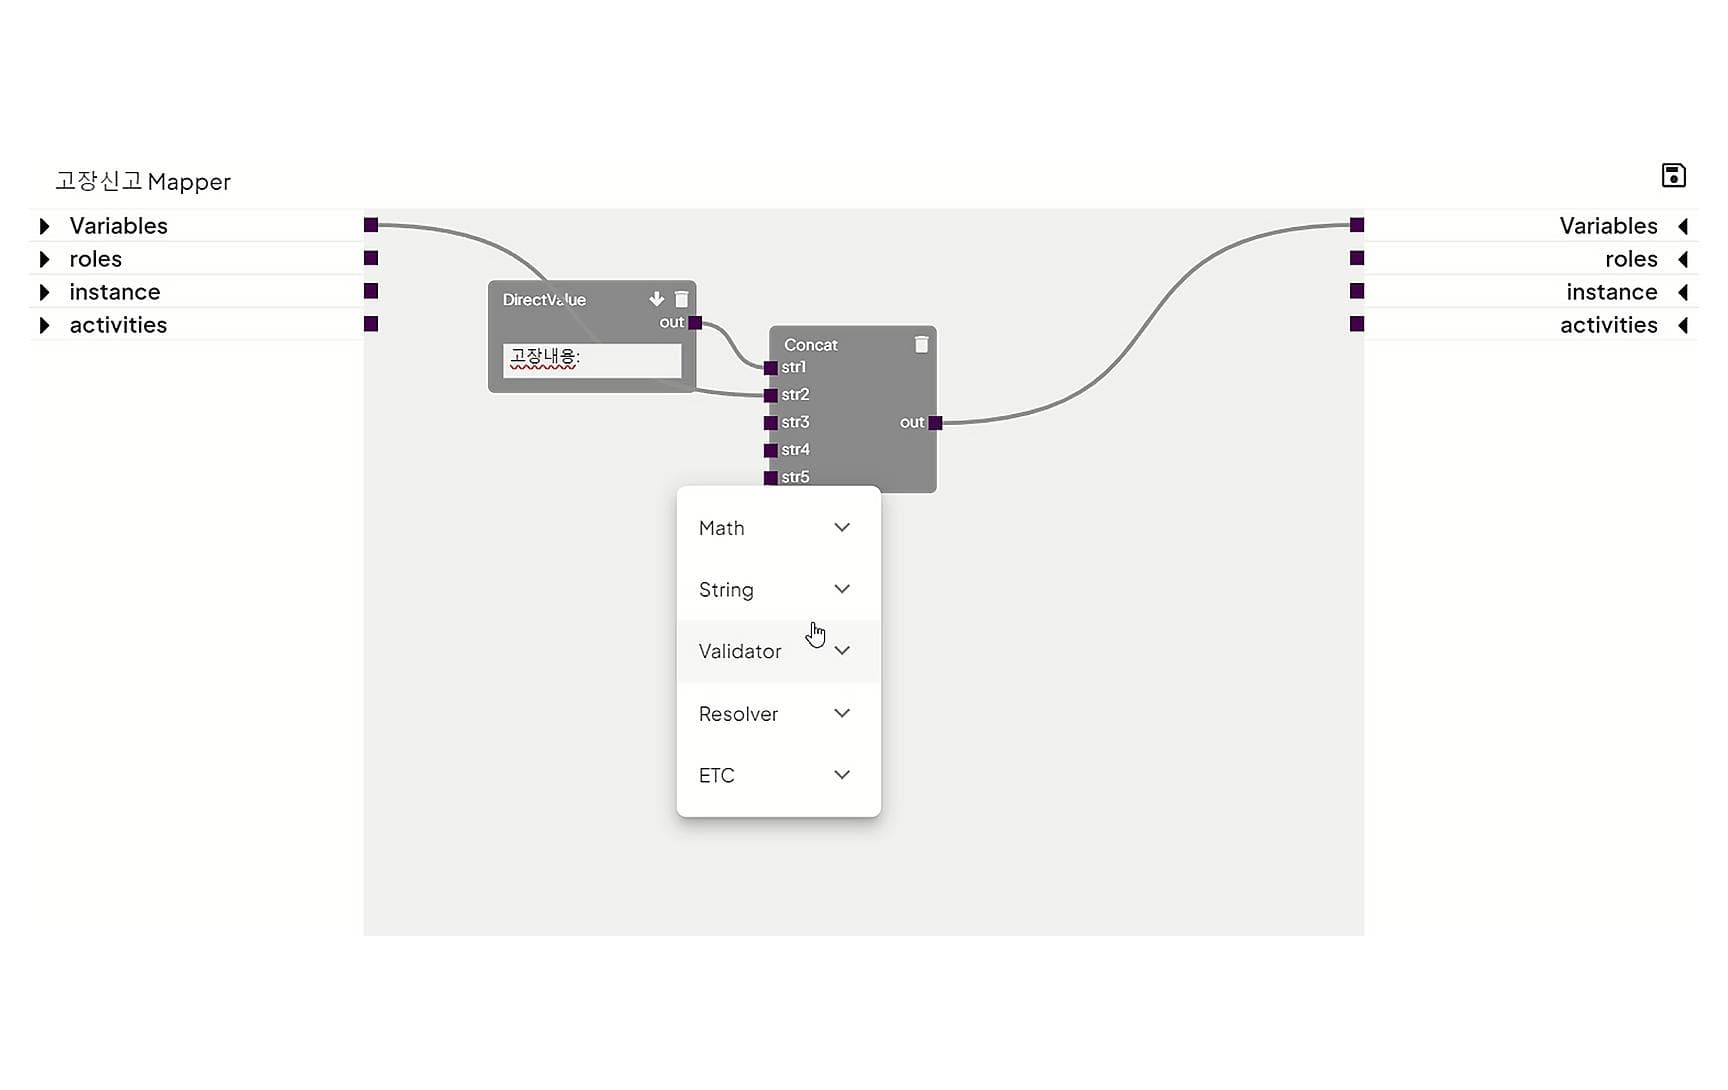 고장신고 Mapper
Variables
roles
instance
activities
DirectValue
out
고장내용:
Concat
str1
str2
str3
str4
str5
out
Math
String
Validator
Resolver
ETC
Variables
roles
instance
activities